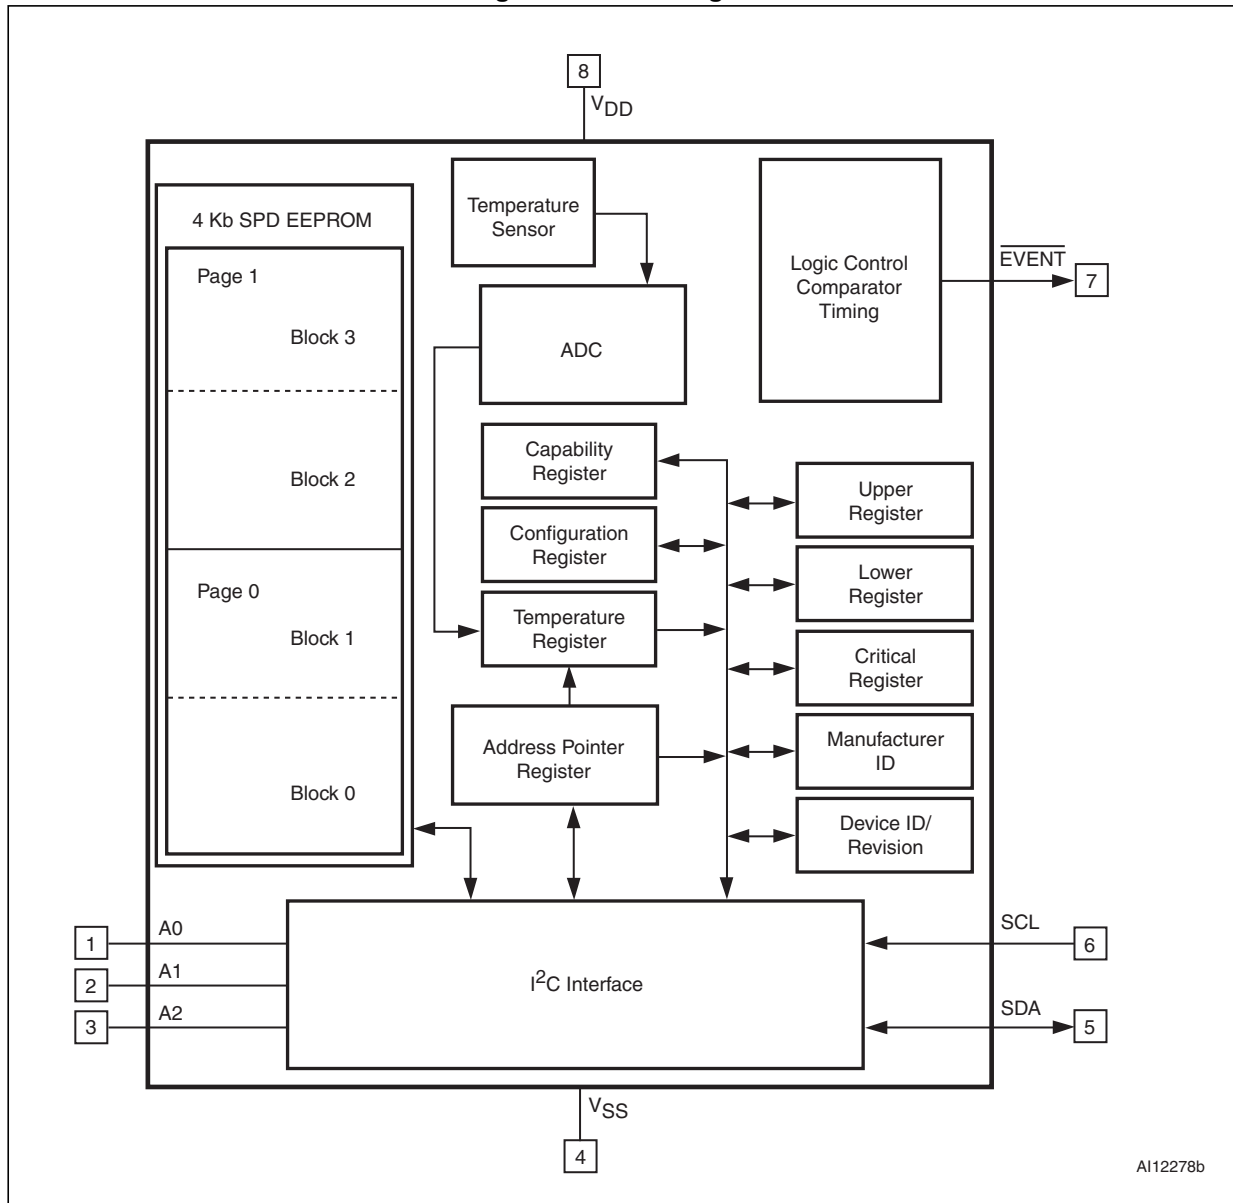 8
VDD
4 Kb SPD EEPROM
Page 1
Block 3
Block 2
Page 0
Block 1
Block 0
Temperature
Sensor
ADC
Logic Control
Comparator
Timing
EVENT
7
Capability
Register
Configuration
Register
Temperature
Register
Address Pointer
Register
Upper
Register
Lower
Register
Critical
Register
Manufacturer
ID
Device ID/
Revision
1
A0
2
A1
3
A2
I2C Interface
SCL
6
SDA
5
VSS
4
AI12278b